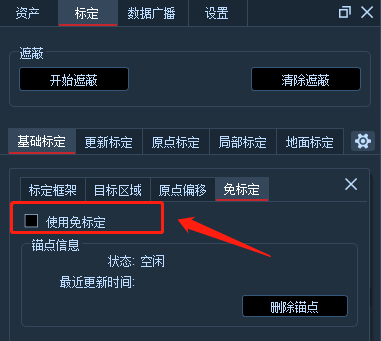 资产 标定 数据广播 设置
遮蔽
开始遮蔽 清除遮蔽
基础标定 更新标定 原点标定 局部标定 地面标定
标定框架 目标区域 原点偏移 免标定
使用免标定
锚点信息
状态: 空闲
最近更新时间:
删除锚点